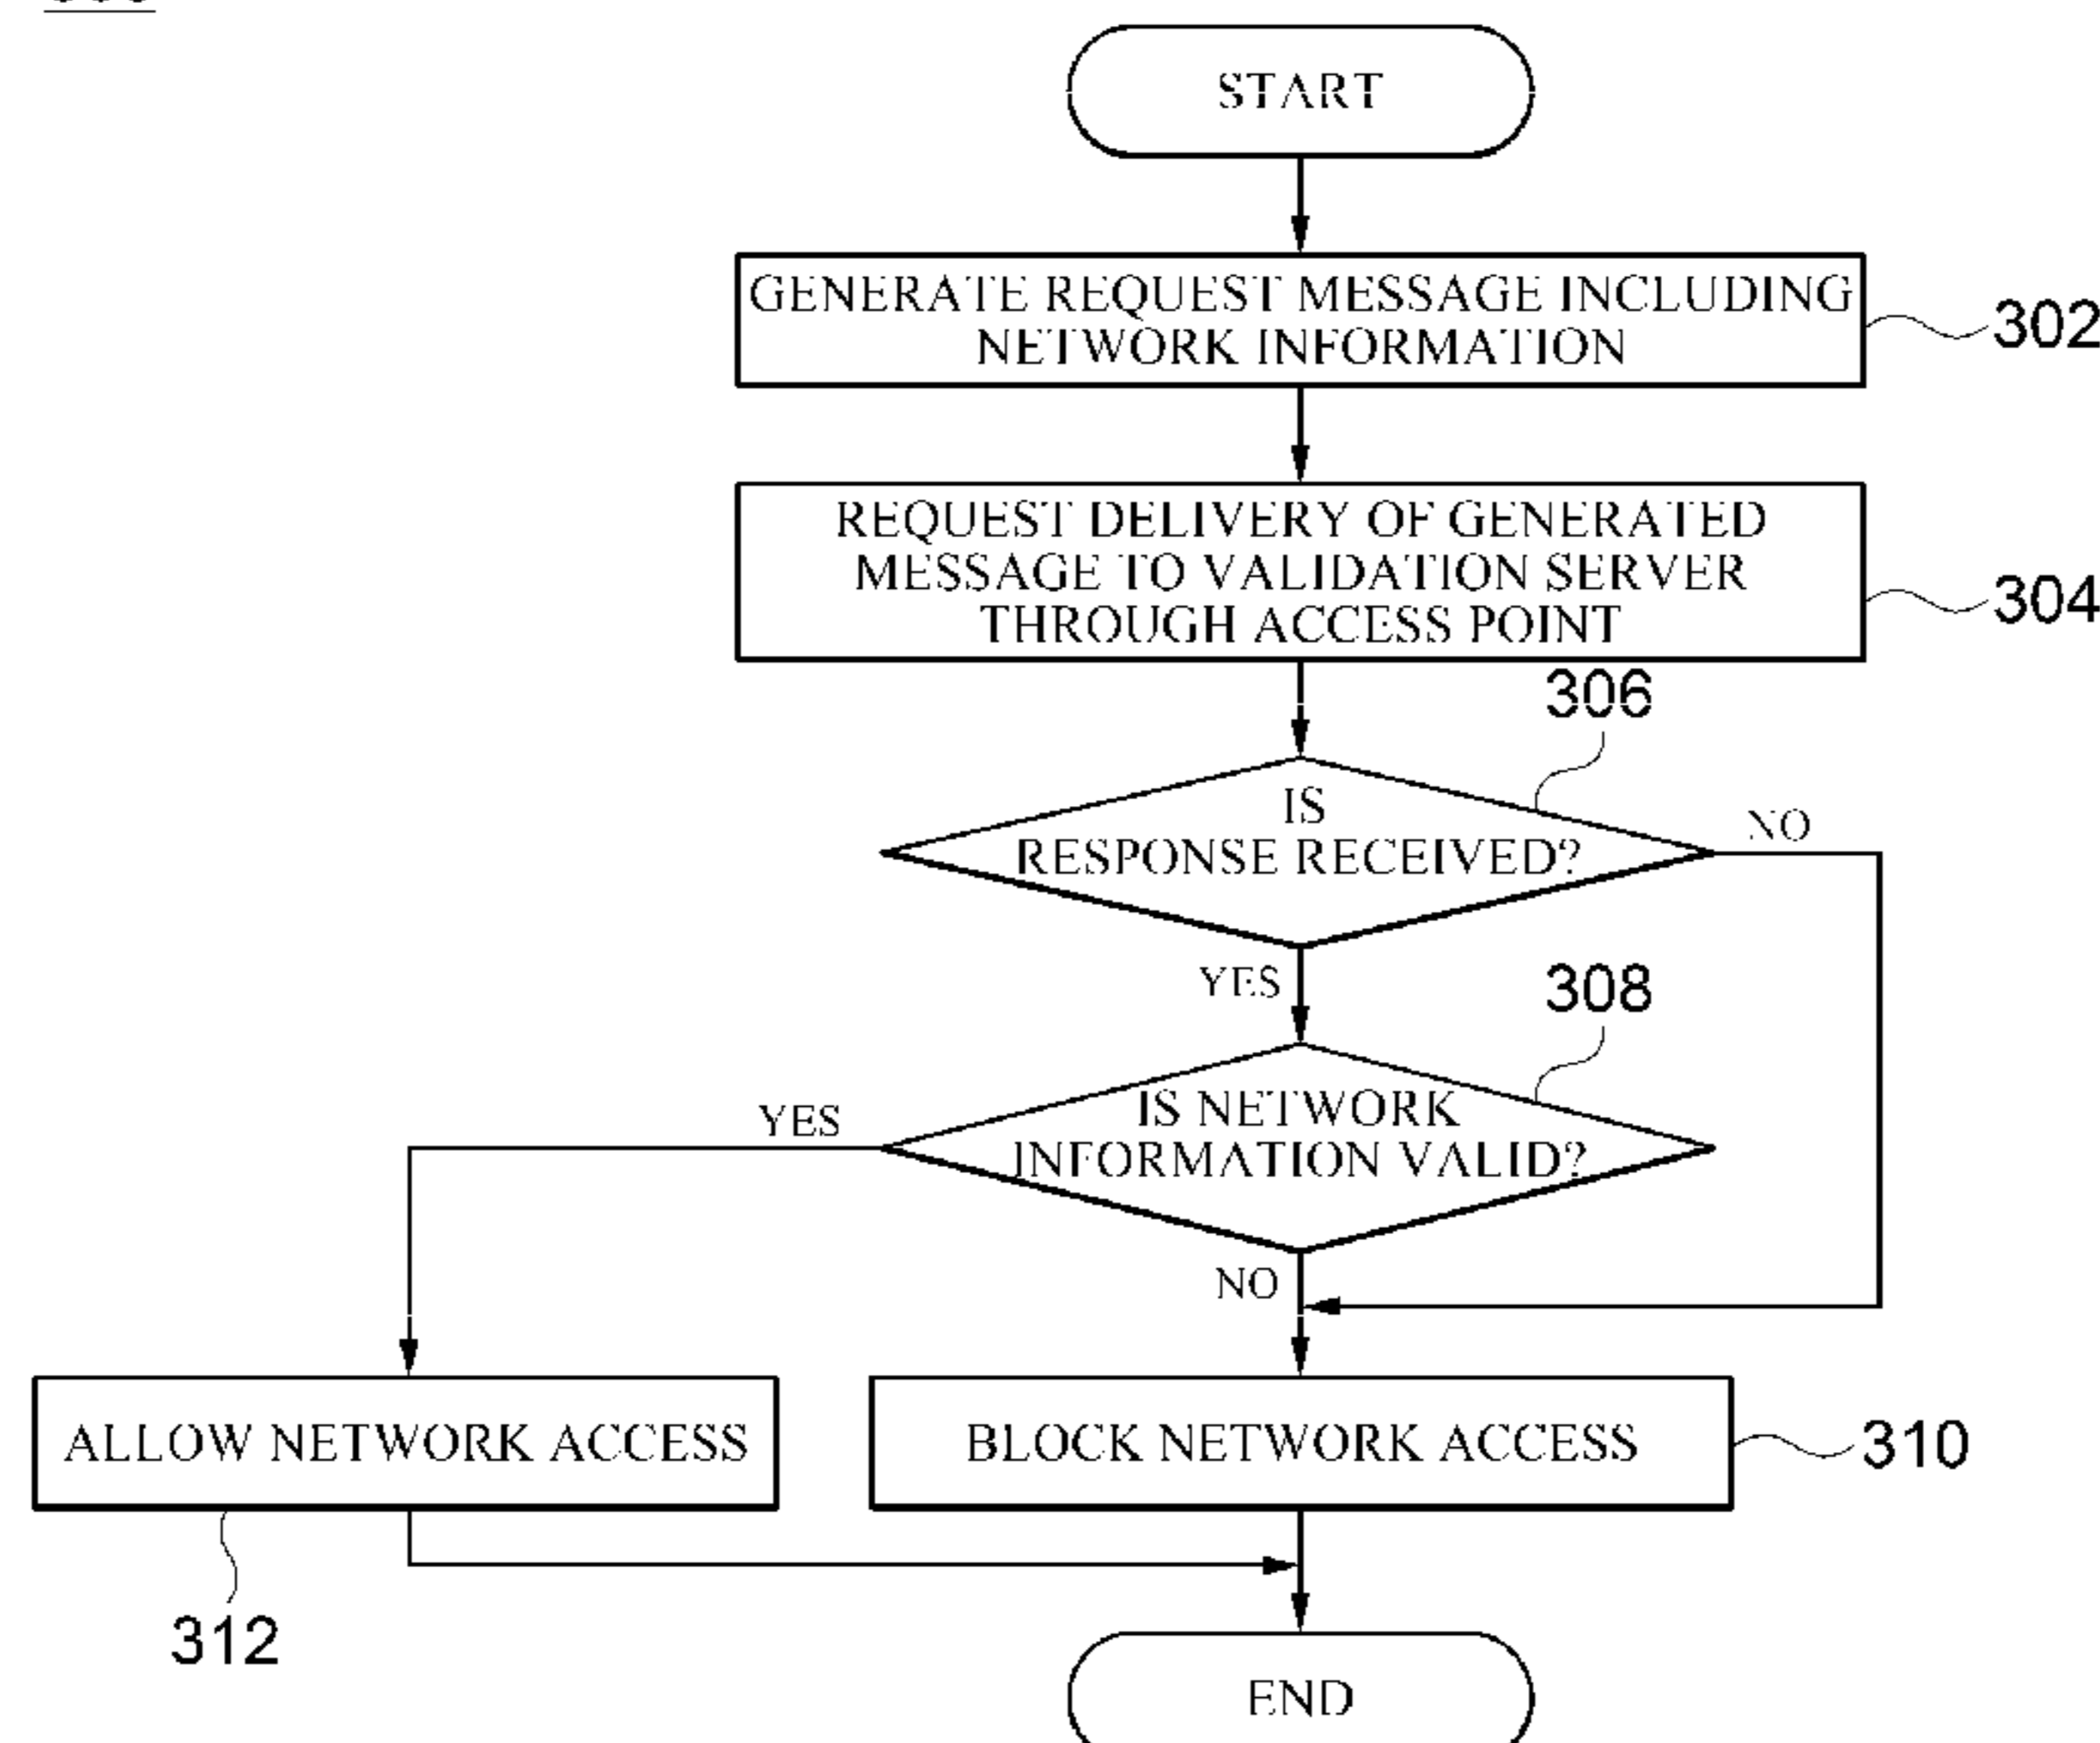 START
GENERATE REQUEST MESSAGE INCLUDING
NETWORK INFORMATION
302
REQUEST DELIVERY OF GENERATED
MESSAGE TO VALIDATION SERVER
THROUGH ACCESS POINT
304
306
IS
RESPONSE RECEIVED?
NO
YES
308
IS NETWORK
INFORMATION VALID?
YES
NO
ALLOW NETWORK ACCESS
BLOCK NETWORK ACCESS
310
312
END